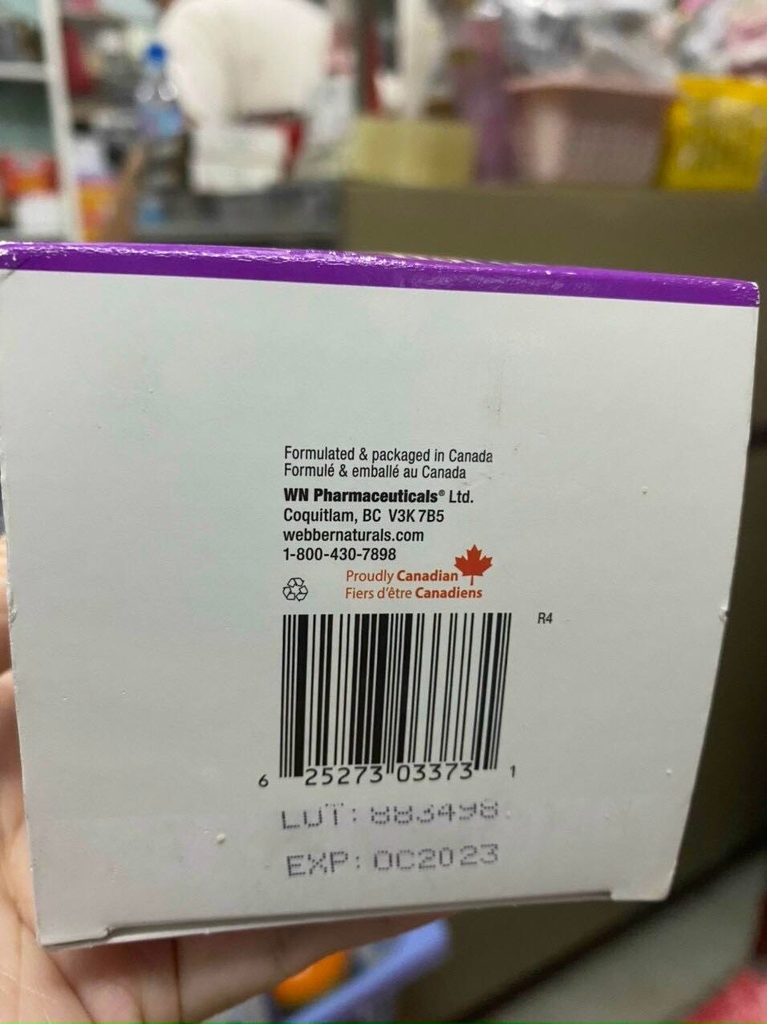 Formulated & packaged in Canada
Formulé & emballé au Canada
WN Pharmaceuticals® Ltd.
Coquitlam, BC V3K 7B5
webbernaturals.com
1-800-430-7898
Proudly Canadian
Fiers d'être Canadiens
R4
6 25273 03373 1
LOT: 883498
EXP: OC2023